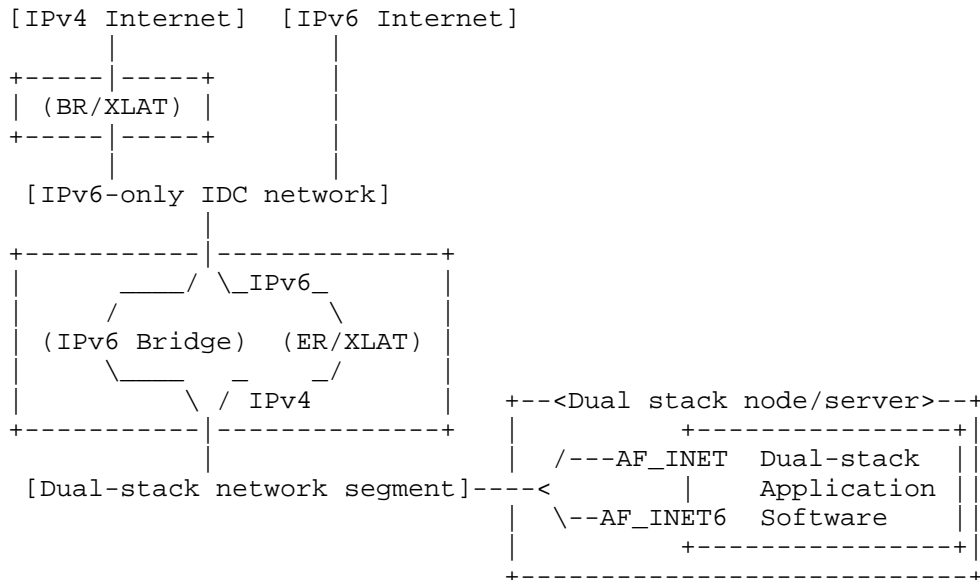 [IPv4 Internet]  [IPv6 Internet]
(BR/XLAT)
[IPv6-only IDC network]
IPv6
(IPv6 Bridge)  (ER/XLAT)
IPv4
<Dual stack node/server>
AF_INET  Dual-stack
[Dual-stack network segment]  Application
AF_INET6  Software